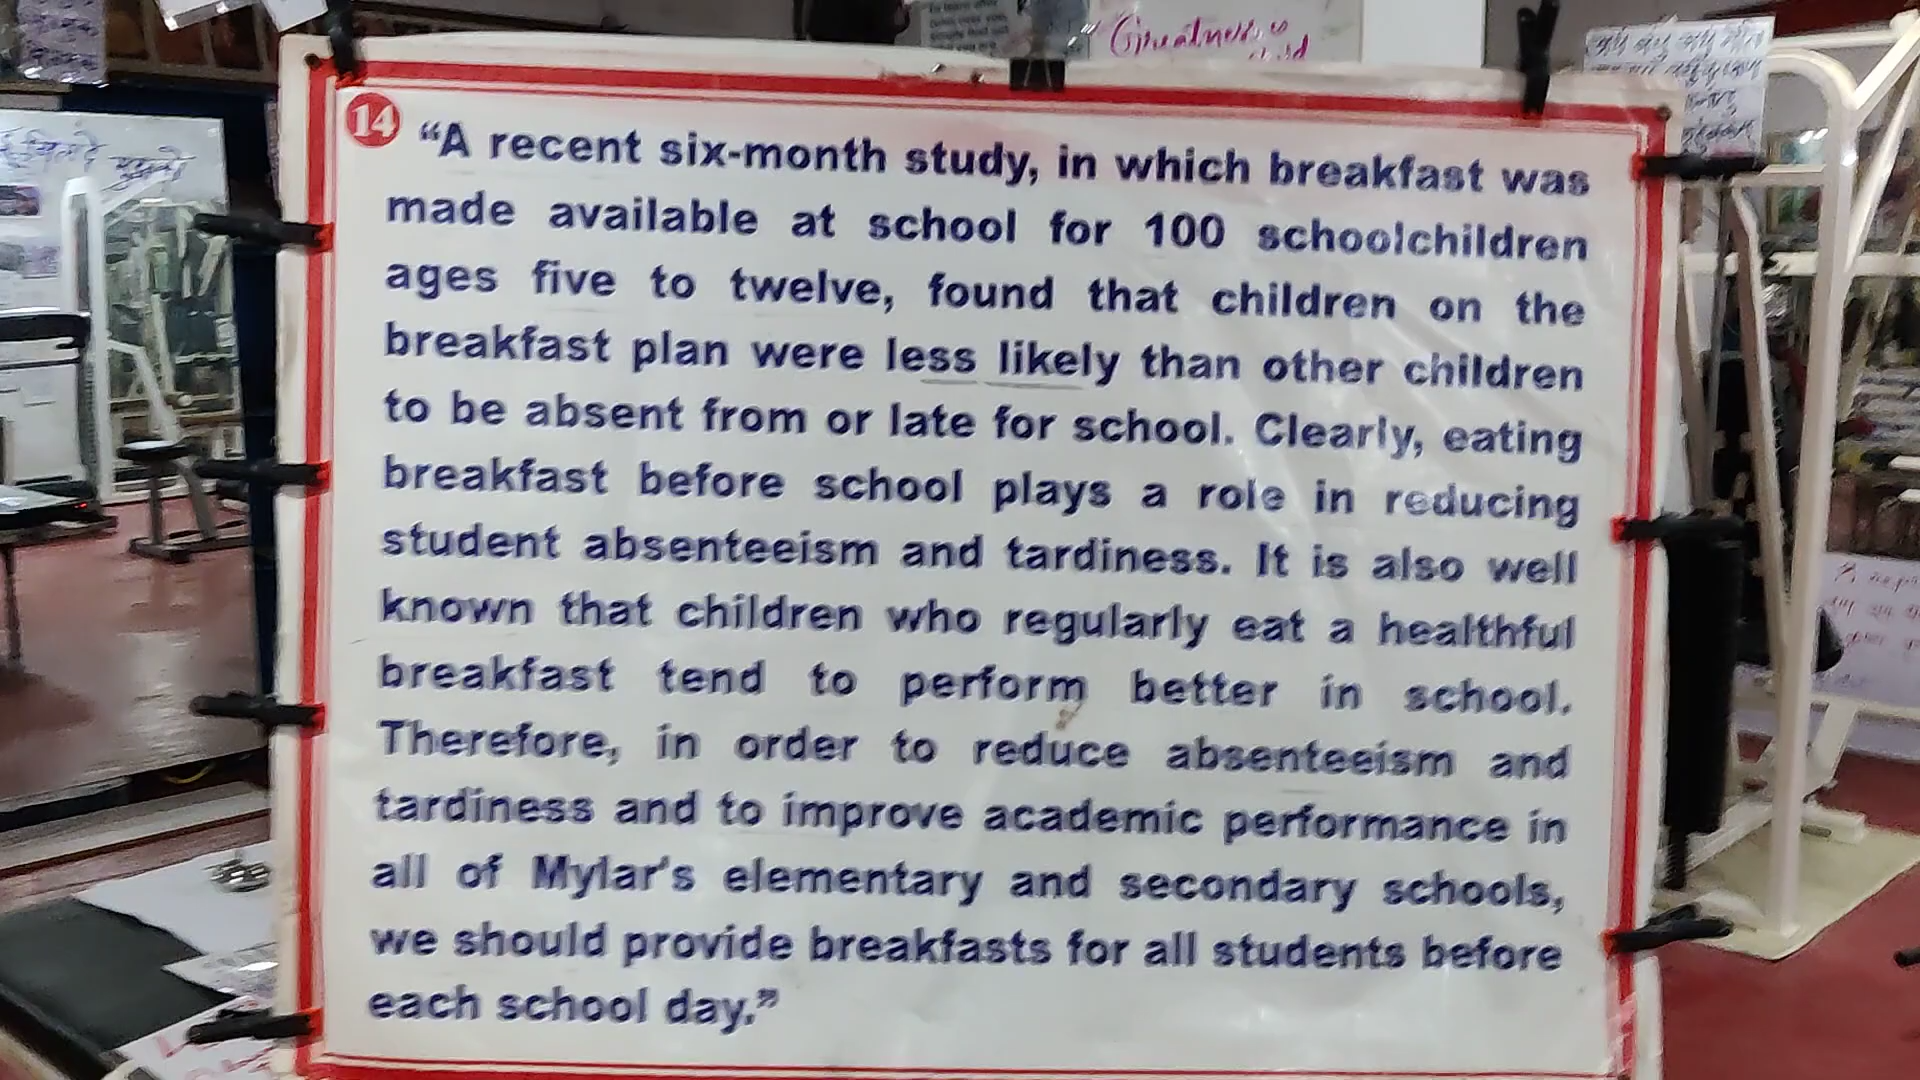 Greatness is
14
“A recent six-month study, in which breakfast was
made available at school for 100 schoolchildren
ages five to twelve, found that children on the
breakfast plan were less likely than other children
to be absent from or late for school. Clearly, eating
breakfast before school plays a role in reducing
student absenteeism and tardiness. It is also well
known that children who regularly eat a healthful
breakfast tend to perform better in school.
Therefore, in order to reduce absenteeism and
tardiness and to improve academic performance in
all of Mylar's elementary and secondary schools,
we should provide breakfasts for all students before
each school day.”